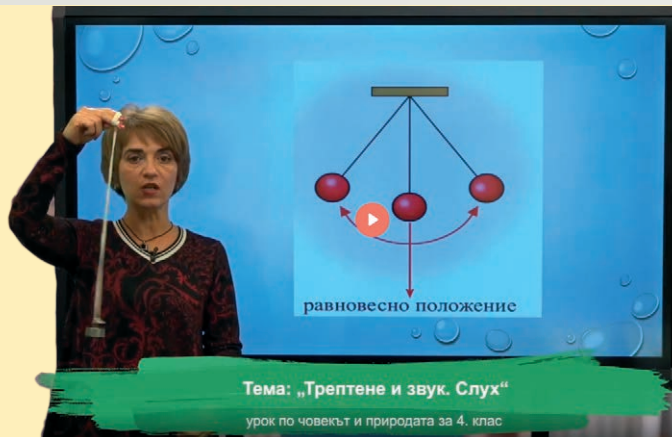 равновесно положение
Тема: „Трептене и звук. Слух“
урок по човекът и природата за 4. клас